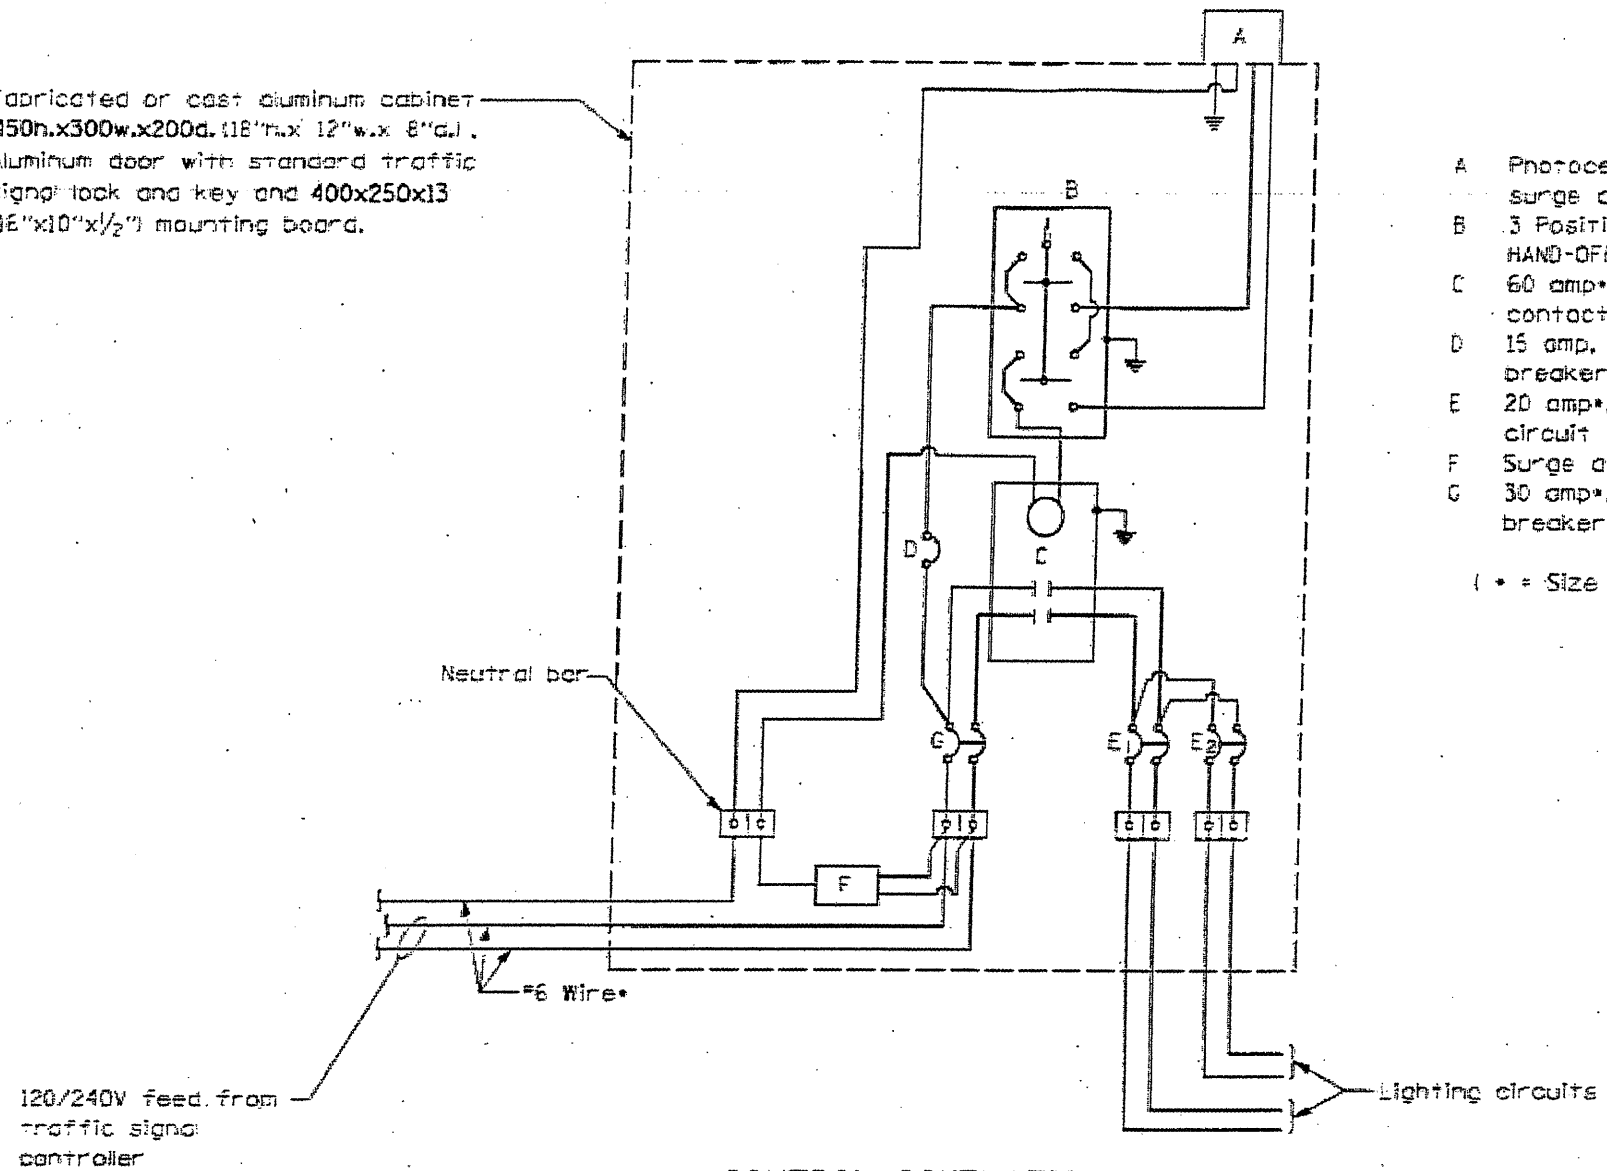 A
fabricated or cast aluminum cabinet
450h.x300w.x200d. (18"h.x 12"w.x 8"d.).
aluminum door with standard traffic
signal lock and key and 400x250x13
(16"x10"x1/2") mounting board.
B
A Photoce
surge
B 3 Positi
HAND-OFF
C 60 amp*
contact
D 15 amp.
breaker
E 20 amp*
circuit
F Surge a
G 30 amp*
breaker
(* = Size
D
C
Neutral bar
G
E1
E2
F
#6 Wire*
120/240V feed from
traffic signal
controller
Lighting circuits